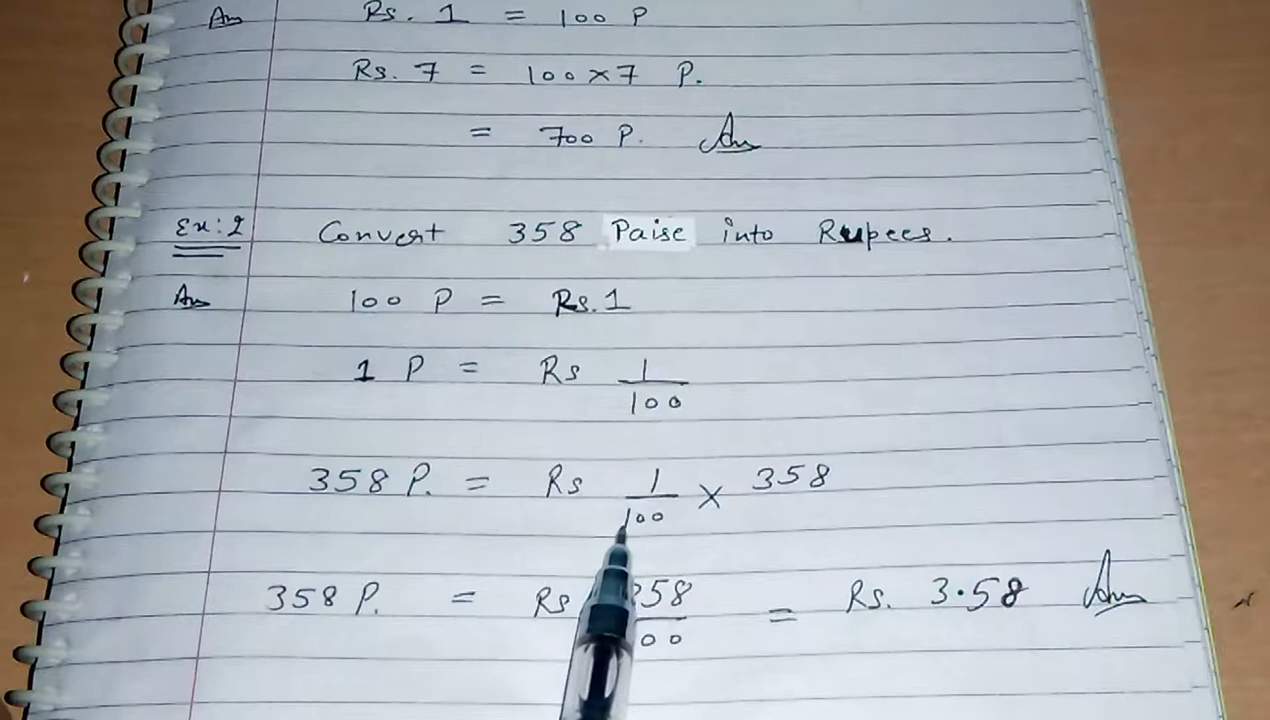 Ans Rs. 1 = 100 P
Rs. 7 = 100 × 7 P.
= 700 P. Ans
Ex: 2 Convert 358 Paise into Rupees.
Ans 100 P = Rs. 1
1 P = Rs 1/100
358 P. = Rs 1/100 × 358
358 P. = Rs 358/100 = Rs. 3.58 Ans